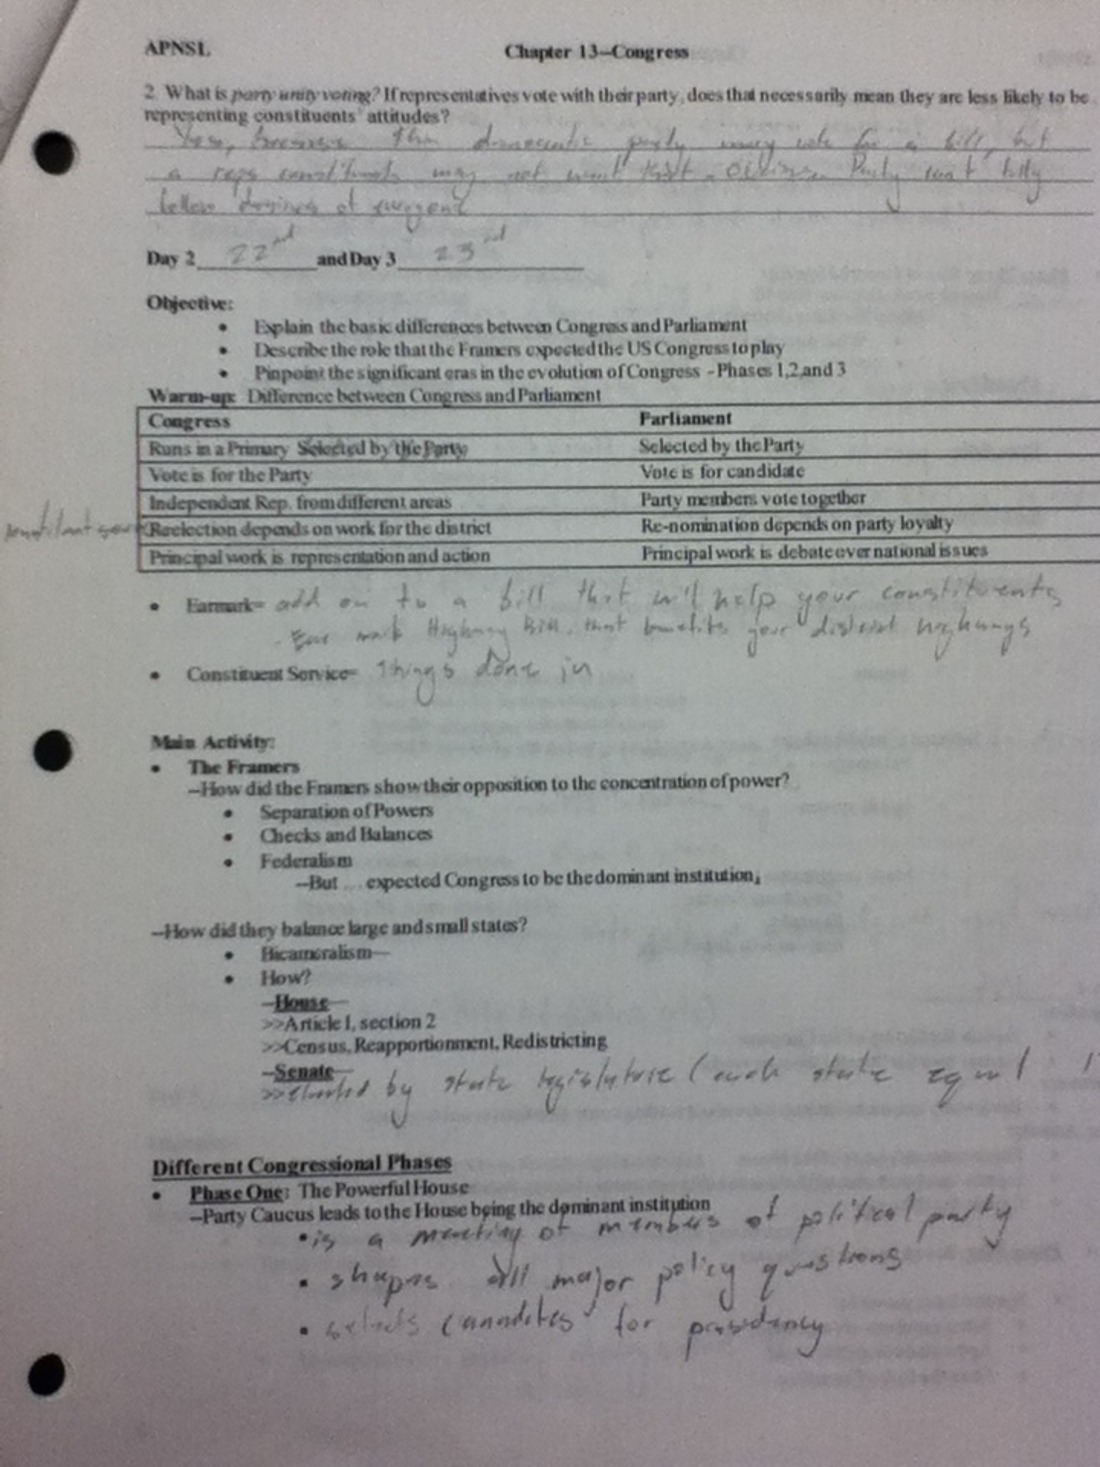 APNSL Chapter 13–Congress
2. What is party unity voting? If representatives vote with their party, does that necessarily mean they are less likely to be
representing constituents' attitudes?
Yes, because the democratic party may vote for a bill, but
a reps constituents may not want that. Party
follow desires of
Day 2 22nd and Day 3 23rd
Objective:
• Explain the basic differences between Congress and Parliament
• Describe the role that the Framers expected the US Congress to play
• Pinpoint the significant eras in the evolution of Congress - Phases 1,2,and 3
Warm-up: Difference between Congress and Parliament
Congress Parliament
Runs in a Primary Selected by the Party Selected by the Party
Vote is for the Party Vote is for candidate
Independent Rep. from different areas Party members vote together
Reelection depends on work for the district Re-nomination depends on party loyalty
Principal work is representation and action Principal work is debate over national issues
• Earmark= add on to a bill that will help your constituents
- Ear mark Highway Bill, that benefits your district highways
• Constituent Service= things done in
Main Activity:
• The Framers
–How did the Framers show their opposition to the concentration of power?
• Separation of Powers
• Checks and Balances
• Federalism
–But … expected Congress to be the dominant institution,
–How did they balance large and small states?
• Bicameralism—
• How?
–House—
>>Article I, section 2
>>Census, Reapportionment, Redistricting
–Senate—
>>elected by state legislature (each state equal
Different Congressional Phases
• Phase One: The Powerful House
–Party Caucus leads to the House being the dominant institution
• is a meeting of members of political party
• shapes all major policy questions
• selects canndites for presidency